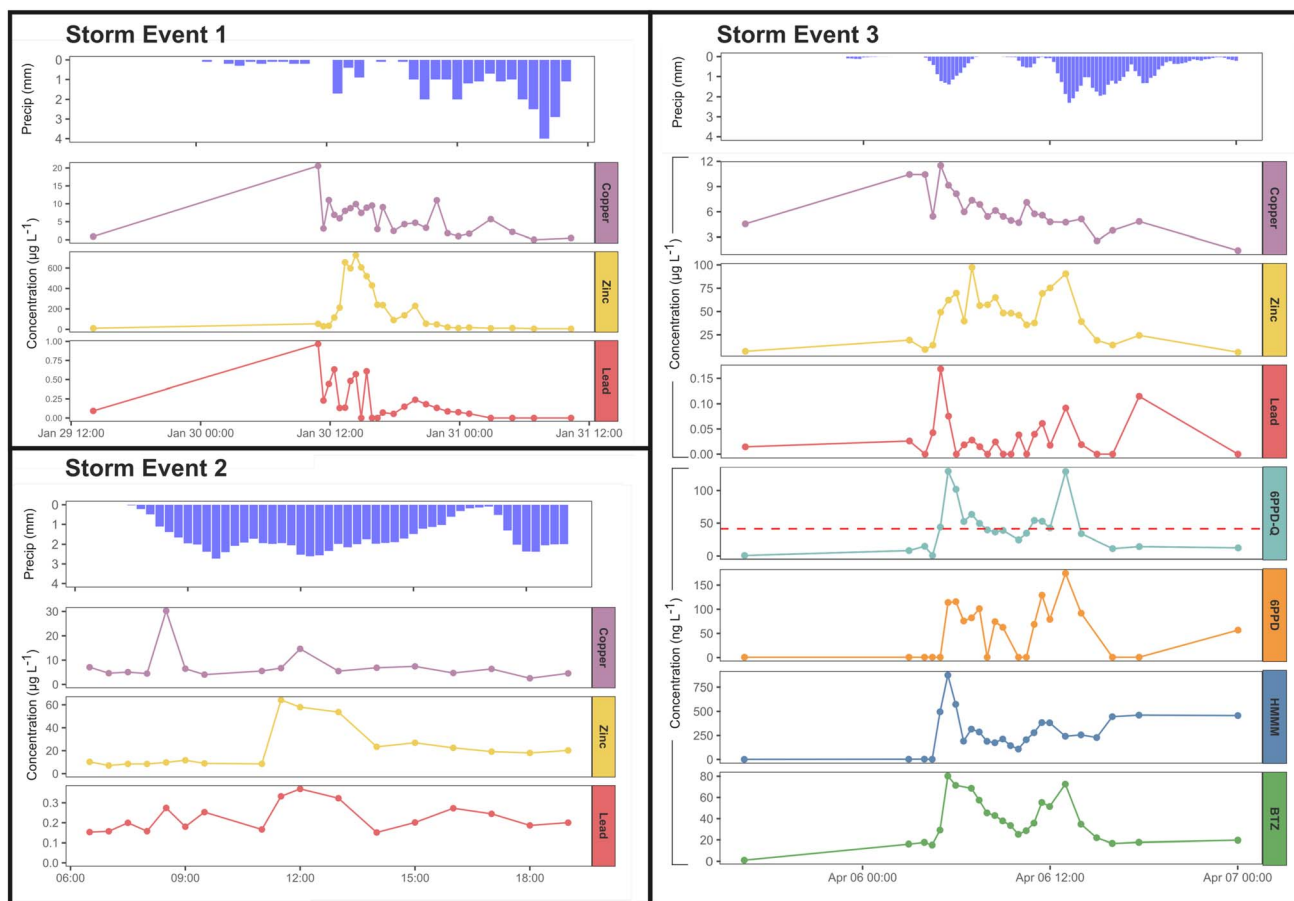 Storm Event 1
Precip (mm)
0
1
2
3
4
Concentration (µg L⁻¹)
20
15
10
5
0
Copper
600
400
200
0
Zinc
1.00
0.75
0.50
0.25
0.00
Lead
Jan 29 12:00 Jan 30 00:00 Jan 30 12:00 Jan 31 00:00 Jan 31 12:00
Storm Event 2
Precip (mm)
0
1
2
3
4
Concentration (µg L⁻¹)
30
20
10
0
Copper
60
40
20
0
Zinc
0.3
0.2
0.1
0.0
Lead
06:00 09:00 12:00 15:00 18:00
Storm Event 3
Precip (mm)
0
1
2
3
4
Concentration (µg L⁻¹)
12
9
6
3
Copper
100
75
50
25
Zinc
0.15
0.10
0.05
0.00
Lead
Concentration (ng L⁻¹)
100
50
0
6PPD-Q
150
100
50
0
6PPD
750
500
250
0
HMMM
80
60
40
20
0
BTZ
Apr 06 00:00 Apr 06 12:00 Apr 07 00:00